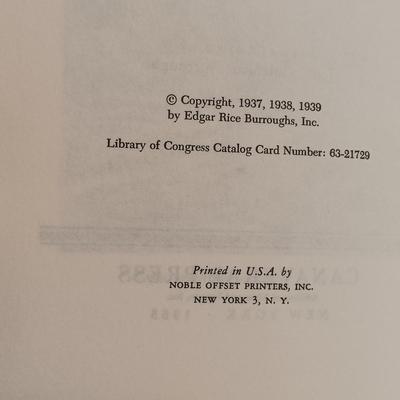 © Copyright, 1937, 1938, 1939
by Edgar Rice Burroughs, Inc.
Library of Congress Catalog Card Number: 63-21729
Printed in U.S.A. by
NOBLE OFFSET PRINTERS, INC.
NEW YORK 3, N. Y.